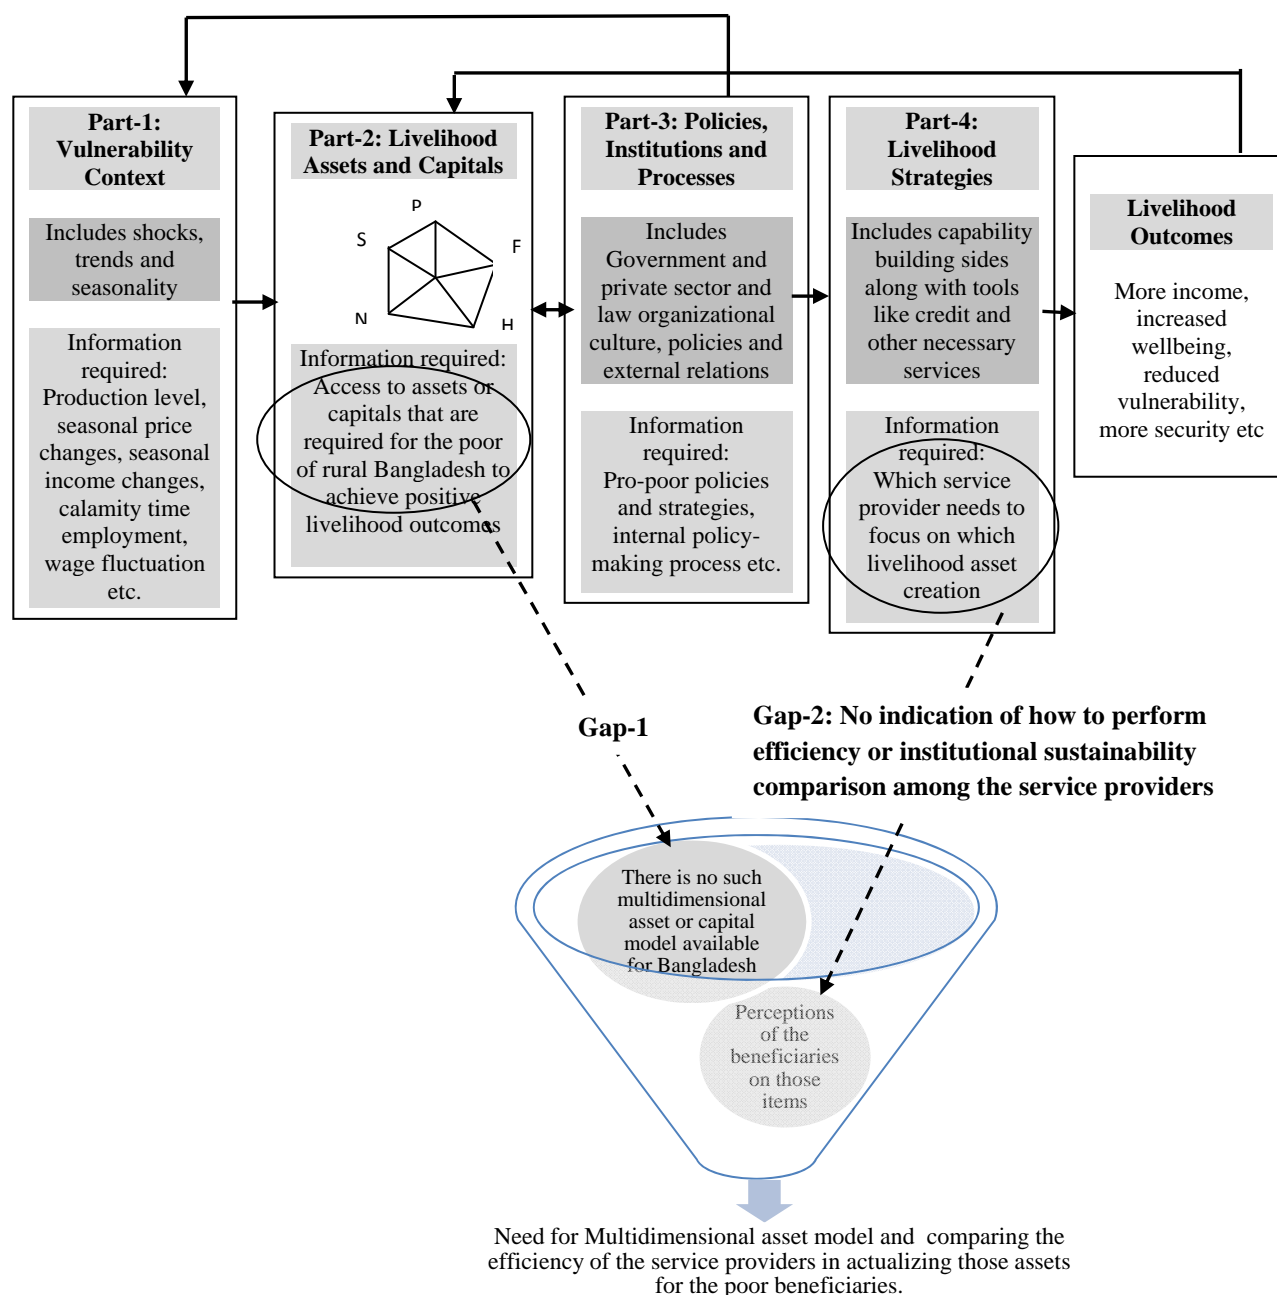 Part-1:
Vulnerability
Context
Includes shocks,
trends and
seasonality
Information
required:
Production level,
seasonal price
changes, seasonal
income changes,
calamity time
employment,
wage fluctuation
etc.
Part-2: Livelihood
Assets and Capitals
P
S
F
N
H
Information required:
Access to assets or
capitals that are
required for the poor
of rural Bangladesh to
achieve positive
livelihood outcomes
Part-3: Policies,
Institutions and
Processes
Includes
Government and
private sector and
law organizational
culture, policies and
external relations
Information
required:
Pro-poor policies
and strategies,
internal policy-
making process etc.
Part-4:
Livelihood
Strategies
Includes capability
building sides
along with tools
like credit and
other necessary
services
Information
required:
Which service
provider needs to
focus on which
livelihood asset
creation
Livelihood
Outcomes
More income,
increased
wellbeing,
reduced
vulnerability,
more security etc
Gap-1
Gap-2: No indication of how to perform
efficiency or institutional sustainability
comparison among the service providers
There is no such
multidimensional
asset or capital
model available
for Bangladesh
Perceptions
of the
beneficiaries
on those
items
Need for Multidimensional asset model and comparing the
efficiency of the service providers in actualizing those assets
for the poor beneficiaries.